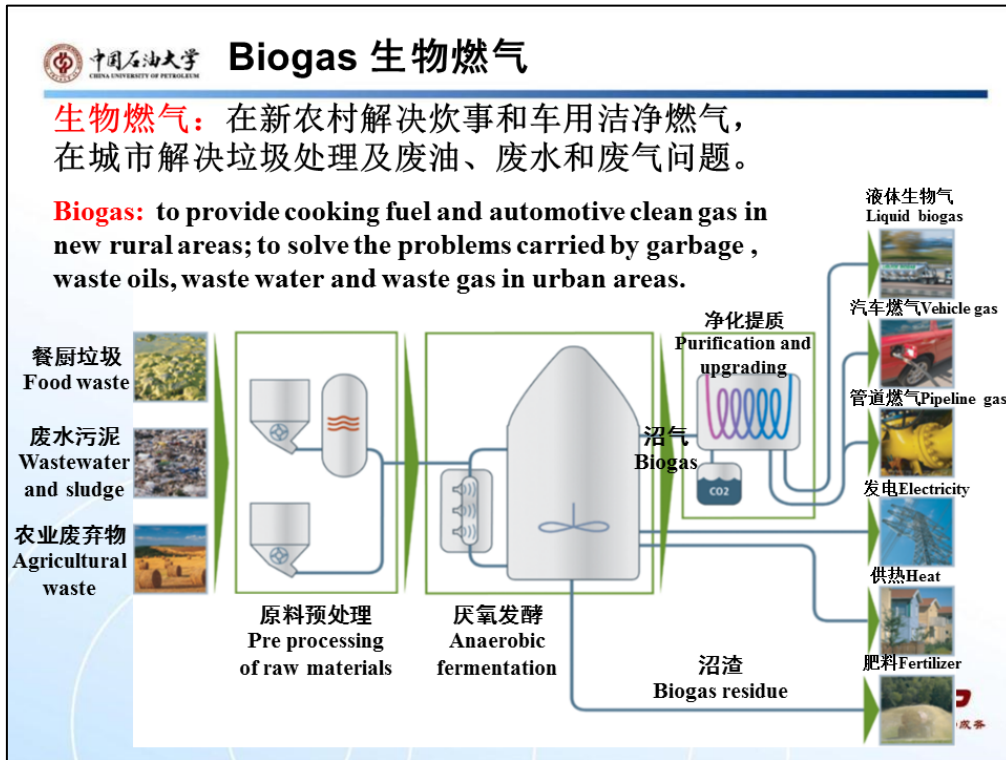 中国石油大学
CHINA UNIVERSITY OF PETROLEUM
Biogas 生物燃气
生物燃气：在新农村解决炊事和车用洁净燃气，
在城市解决垃圾处理及废油、废水和废气问题。
Biogas: to provide cooking fuel and automotive clean gas in
new rural areas; to solve the problems carried by garbage ,
waste oils, waste water and waste gas in urban areas.
餐厨垃圾
Food waste
废水污泥
Wastewater
and sludge
农业废弃物
Agricultural
waste
原料预处理
Pre processing
of raw materials
厌氧发酵
Anaerobic
fermentation
沼气
Biogas
净化提质
Purification and
upgrading
CO2
沼渣
Biogas residue
液体生物气
Liquid biogas
汽车燃气Vehicle gas
管道燃气Pipeline gas
发电Electricity
供热Heat
肥料Fertilizer